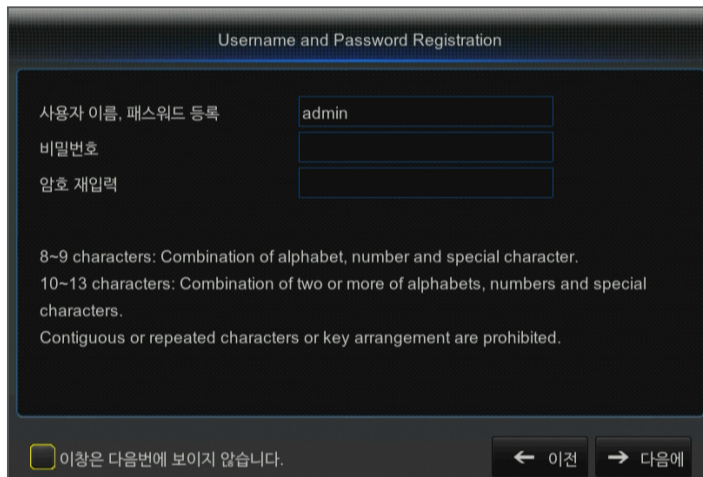 Username and Password Registration
사용자 이름, 패스워드 등록 admin
비밀번호
암호 재입력
8~9 characters: Combination of alphabet, number and special character.
10~13 characters: Combination of two or more of alphabets, numbers and special
characters.
Contiguous or repeated characters or key arrangement are prohibited.
이창은 다음번에 보이지 않습니다. 이전 다음에